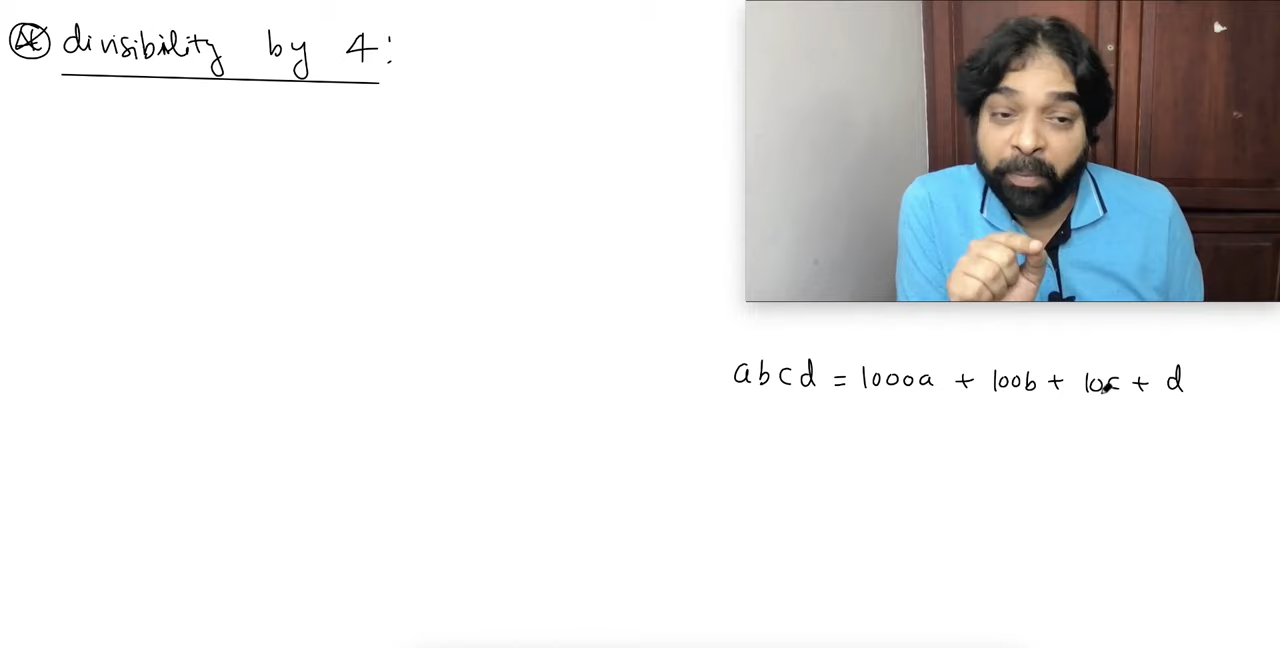 divisibility by 4:
abcd = 1000a + 100b + 10c + d